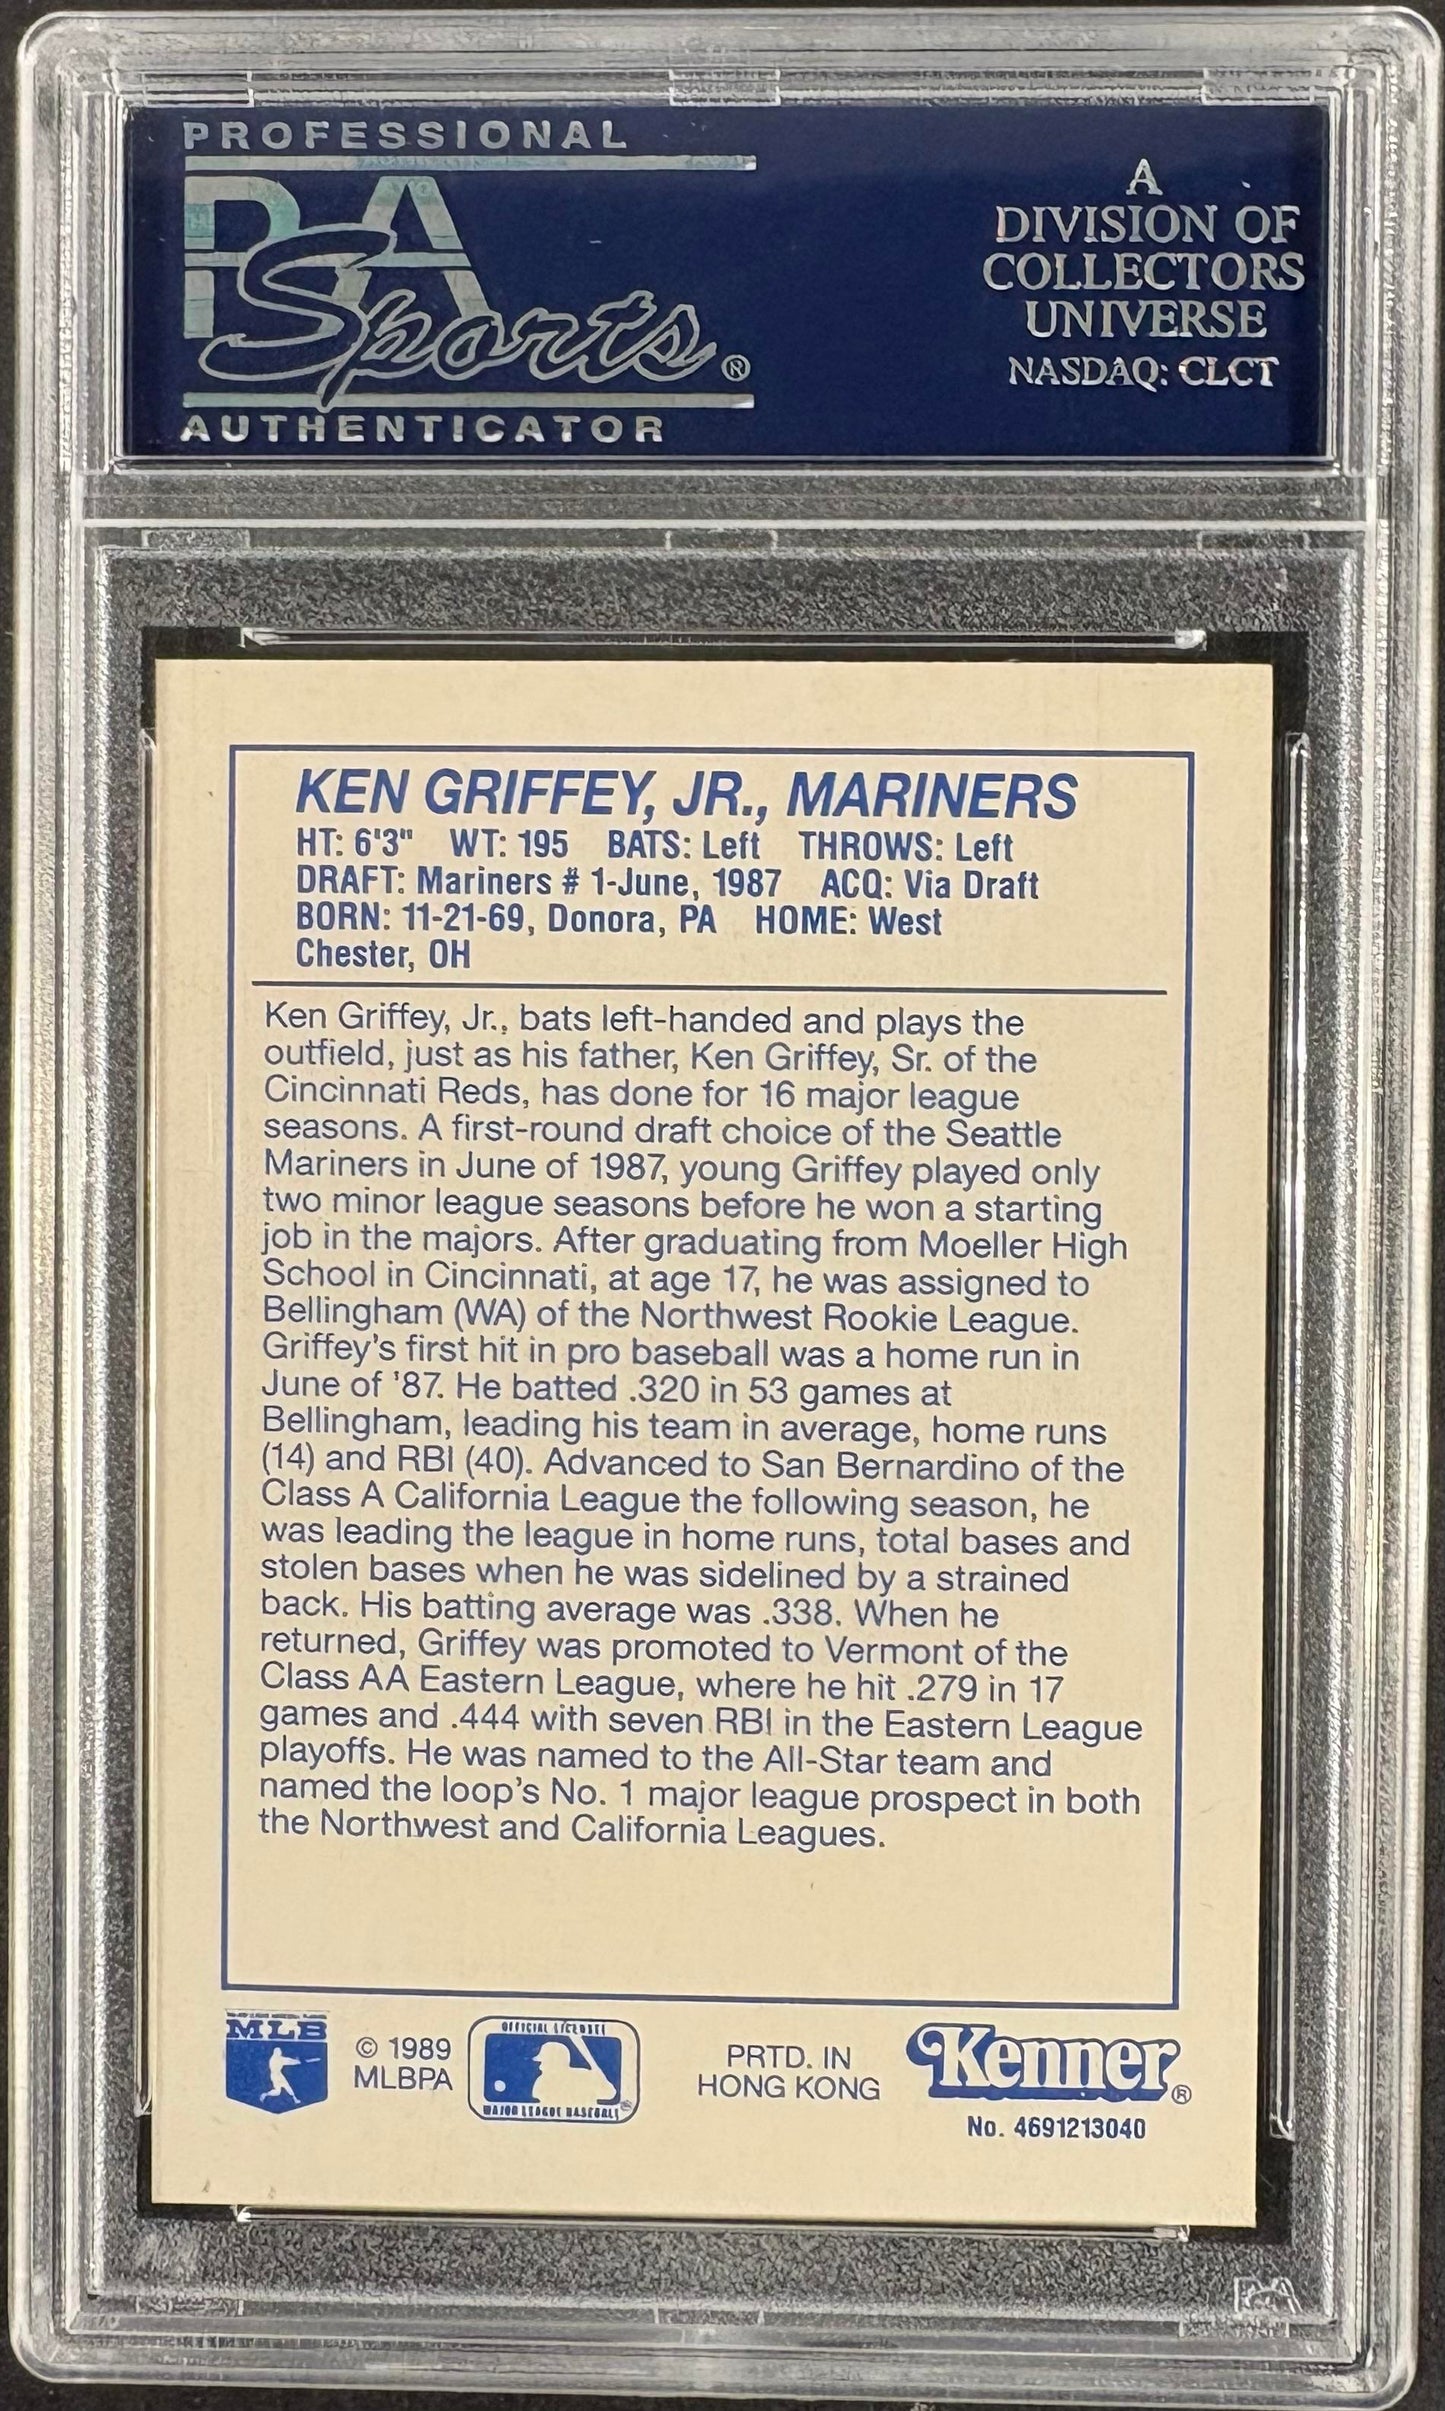 PROFESSIONAL
PSA
Sports®
AUTHENTICATOR
A
DIVISION OF
COLLECTORS
UNIVERSE
NASDAQ: CLCT
KEN GRIFFEY, JR., MARINERS
HT: 6'3" WT: 195 BATS: Left THROWS: Left
DRAFT: Mariners # 1-June, 1987 ACQ: Via Draft
BORN: 11-21-69, Donora, PA HOME: West
Chester, OH
Ken Griffey, Jr., bats left-handed and plays the
outfield, just as his father, Ken Griffey, Sr. of the
Cincinnati Reds, has done for 16 major league
seasons. A first-round draft choice of the Seattle
Mariners in June of 1987, young Griffey played only
two minor league seasons before he won a starting
job in the majors. After graduating from Moeller High
School in Cincinnati, at age 17, he was assigned to
Bellingham (WA) of the Northwest Rookie League.
Griffey's first hit in pro baseball was a home run in
June of '87. He batted .320 in 53 games at
Bellingham, leading his team in average, home runs
(14) and RBI (40). Advanced to San Bernardino of the
Class A California League the following season, he
was leading the league in home runs, total bases and
stolen bases when he was sidelined by a strained
back. His batting average was .338. When he
returned, Griffey was promoted to Vermont of the
Class AA Eastern League, where he hit .279 in 17
games and .444 with seven RBI in the Eastern League
playoffs. He was named to the All-Star team and
named the loop's No. 1 major league prospect in both
the Northwest and California Leagues.
MLB
© 1989
MLBPA
OFFICIAL LICENSEE
MAJOR LEAGUE BASEBALL®
PRTD. IN
HONG KONG
Kenner®
No. 4691213040
PSA